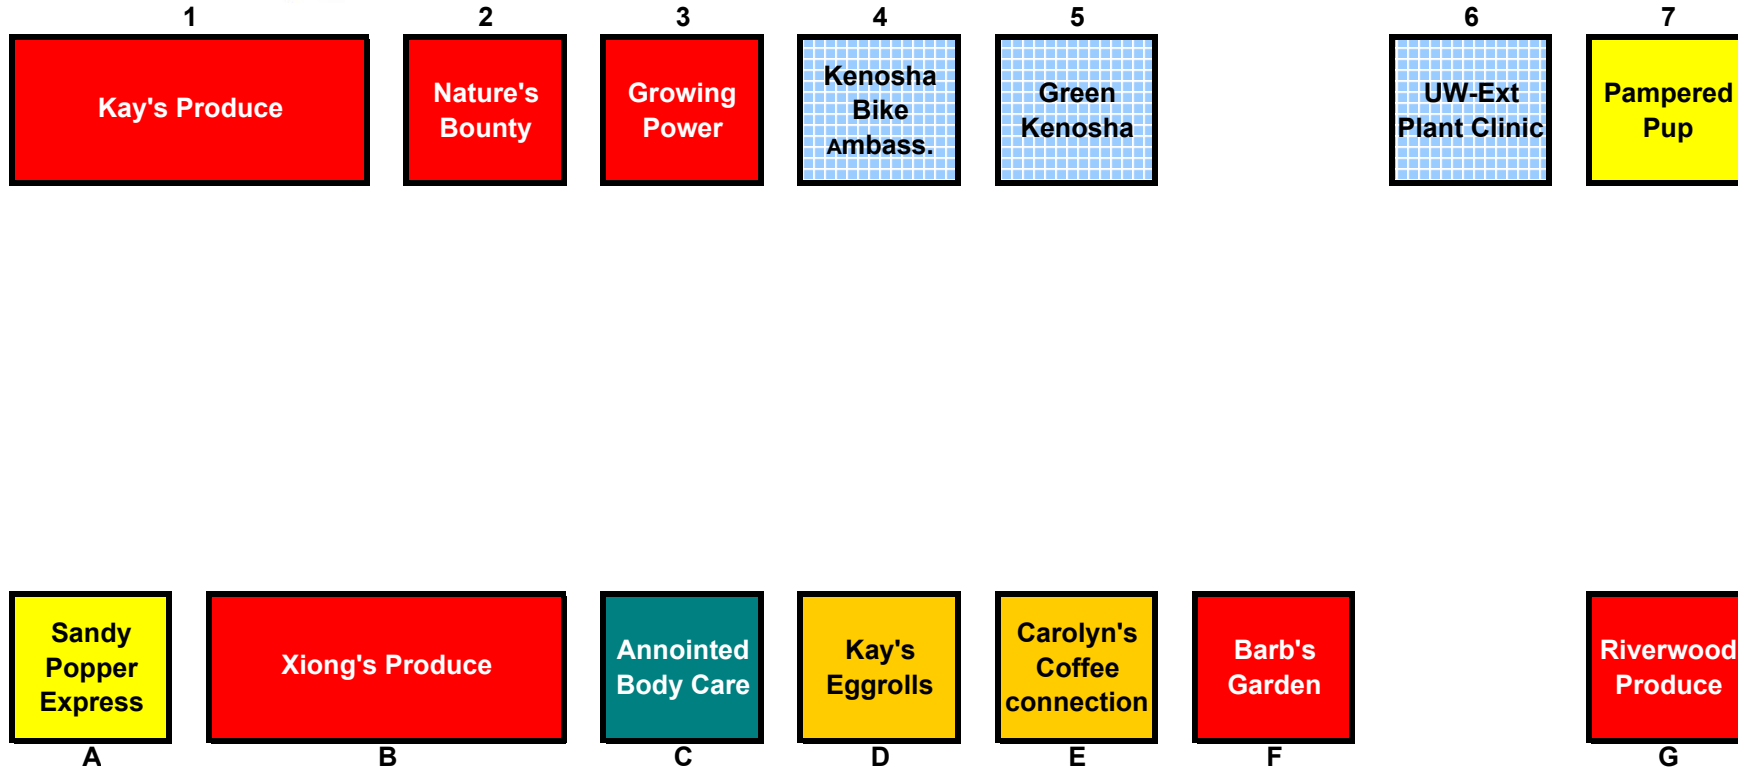 1 2 3 4 5 6 7
Kay's Produce
Nature's
Bounty
Growing
Power
Kenosha
Bike
Ambass.
Green
Kenosha
UW-Ext
Plant Clinic
Pampered
Pup
Sandy
Popper
Express
Xiong's Produce
Annointed
Body Care
Kay's
Eggrolls
Carolyn's
Coffee
connection
Barb's
Garden
Riverwood
Produce
A B C D E F G